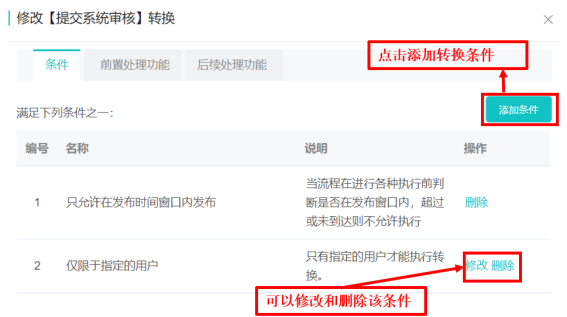 修改【提交系统审核】转换
条件 前置处理功能 后续处理功能
点击添加转换条件
满足下列条件之一：
添加条件
编号 名称 说明 操作
1 只允许在发布时间窗口内发布 当流程在进行各种执行前判
断是否在发布窗口内，超过
或未到达则不允许执行 删除
2 仅限于指定的用户 只有指定的用户才能执行转
换。 修改 删除
可以修改和删除该条件